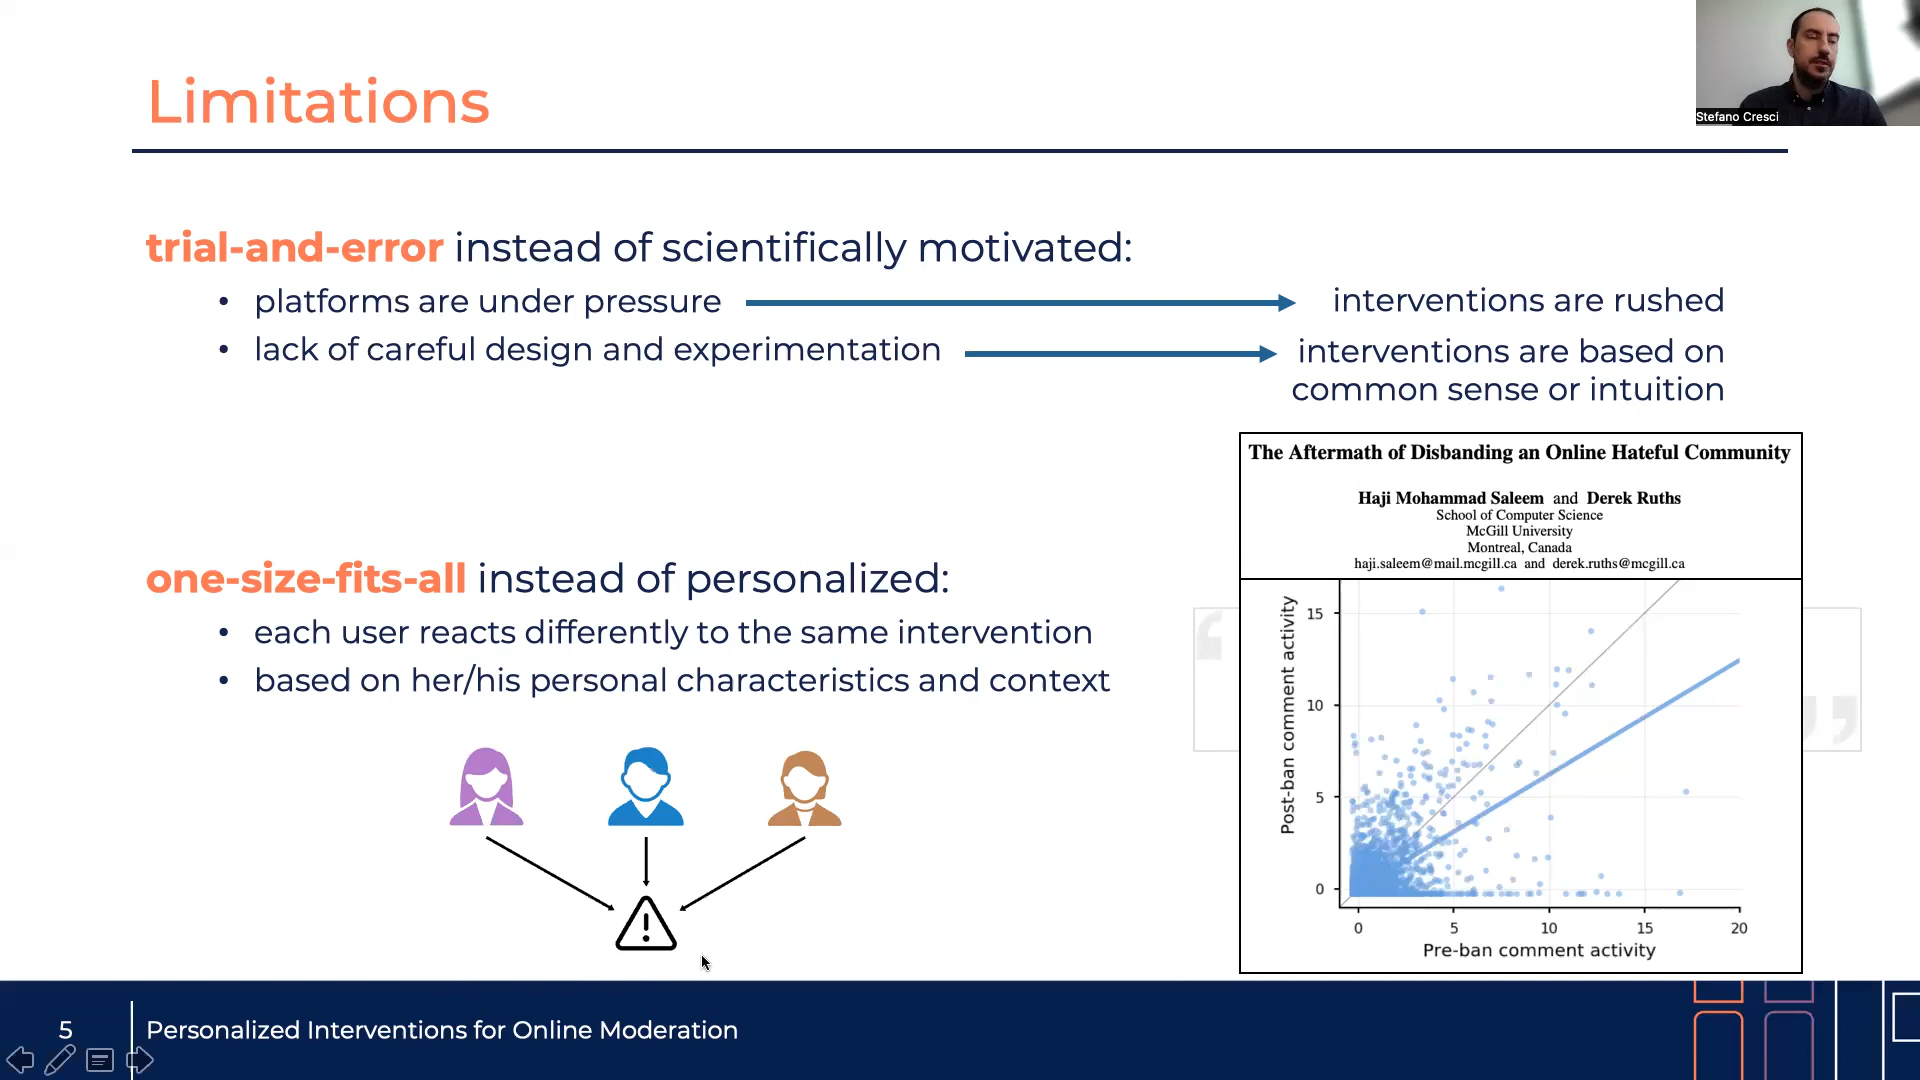 Limitations
Stefano Cresci
trial-and-error instead of scientifically motivated:
• platforms are under pressure
interventions are rushed
• lack of careful design and experimentation
interventions are based on
common sense or intuition
The Aftermath of Disbanding an Online Hateful Community
Haji Mohammad Saleem and Derek Ruths
School of Computer Science
McGill University
Montreal, Canada
haji.saleem@mail.mcgill.ca and derek.ruths@mcgill.ca
one-size-fits-all instead of personalized:
• each user reacts differently to the same intervention
• based on her/his personal characteristics and context
Post-ban comment activity
15
10
5
0
0 5 10 15 20
Pre-ban comment activity
5
Personalized Interventions for Online Moderation